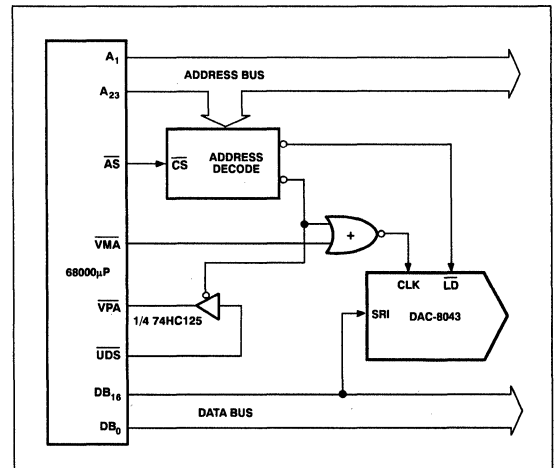 A1
ADDRESS BUS
A23
AS
CS
ADDRESS
DECODE
VMA
+
68000µP
CLK
LD
VPA
SRI
DAC-8043
1/4 74HC125
UDS
DB16
DATA BUS
DB0